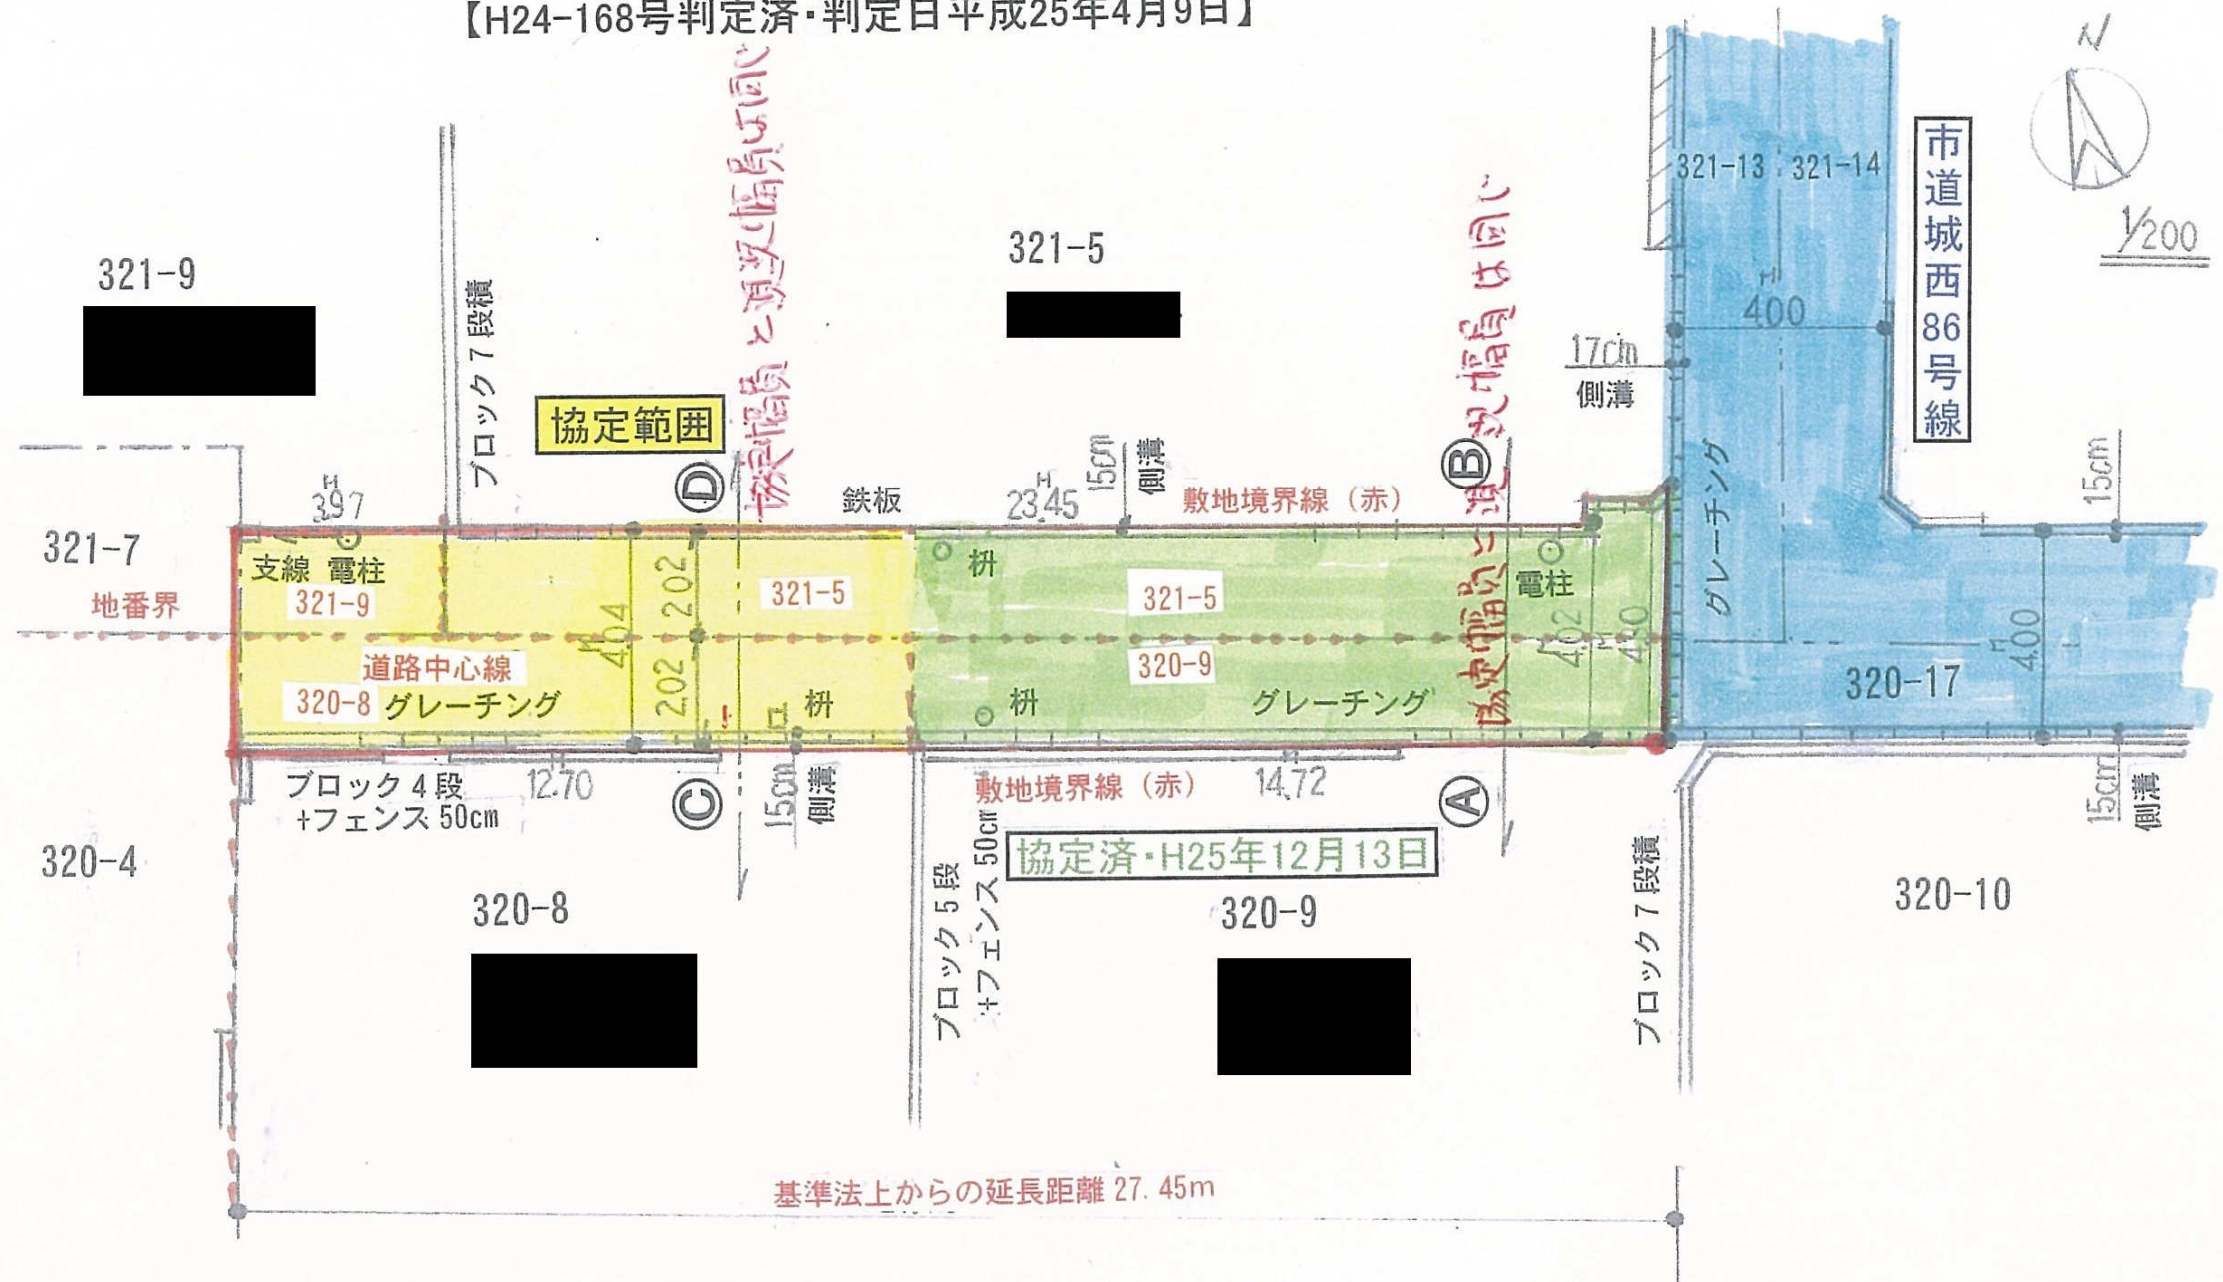 【H24-168号判定済・判定日平成25年4月9日】
N
1/200
321-13
321-14
市道城西86号線
321-9
321-5
ブロック7段積
協定幅員と道路幅員は同じ
協定幅員と現況幅員は同じ
400
17cm
側溝
協定範囲
D
B
3.97
鉄板
23.45
15cm
側溝
敷地境界線（赤）
グレーチング
15cm
321-7
地番界
支線 電柱
321-9
404
202
202
321-5
枡
321-5
電柱
402
400
道路中心線
320-8
グレーチング
枡
320-9
枡
グレーチング
320-17
ブロック4段
+フェンス50cm
12.70
C
15cm
側溝
敷地境界線（赤）
14.72
A
15cm
側溝
協定済・H25年12月13日
320-4
320-8
ブロック5段
+フェンス50cm
320-9
ブロック7段積
320-10
基準法上からの延長距離27.45m